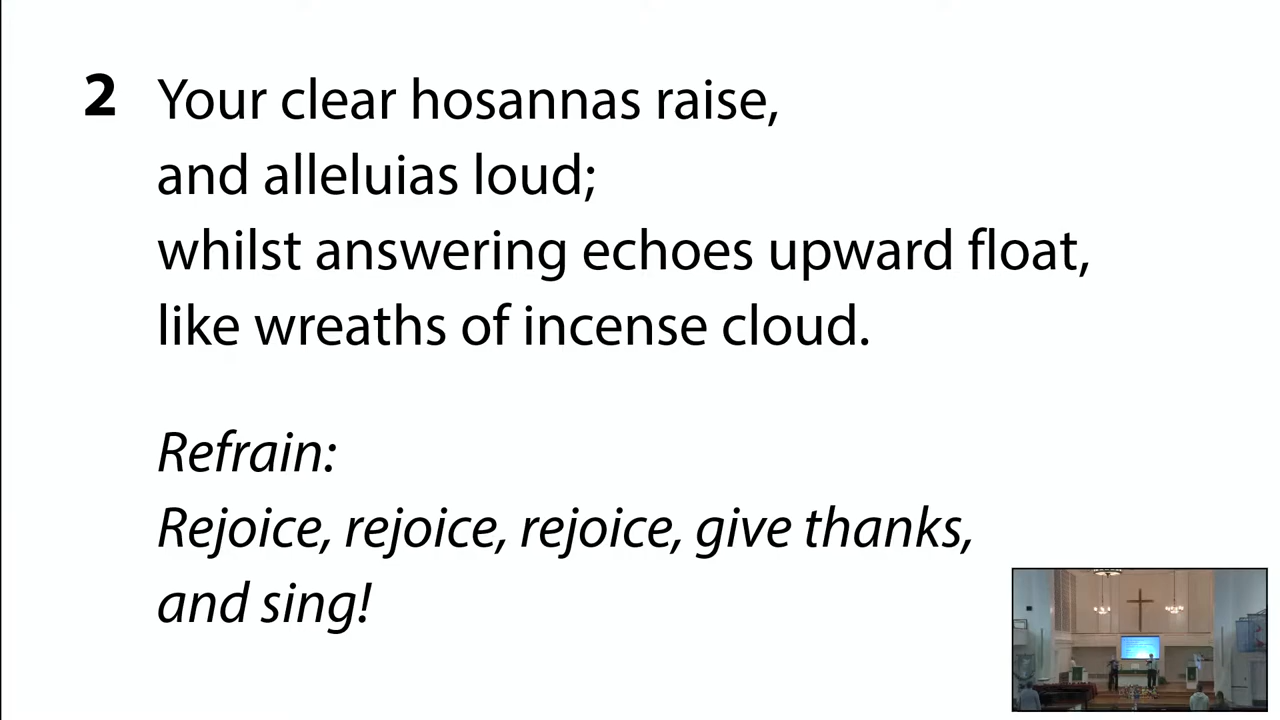 2 Your clear hosannas raise,
and alleluias loud;
whilst answering echoes upward float,
like wreaths of incense cloud.
Refrain:
Rejoice, rejoice, rejoice, give thanks,
and sing!